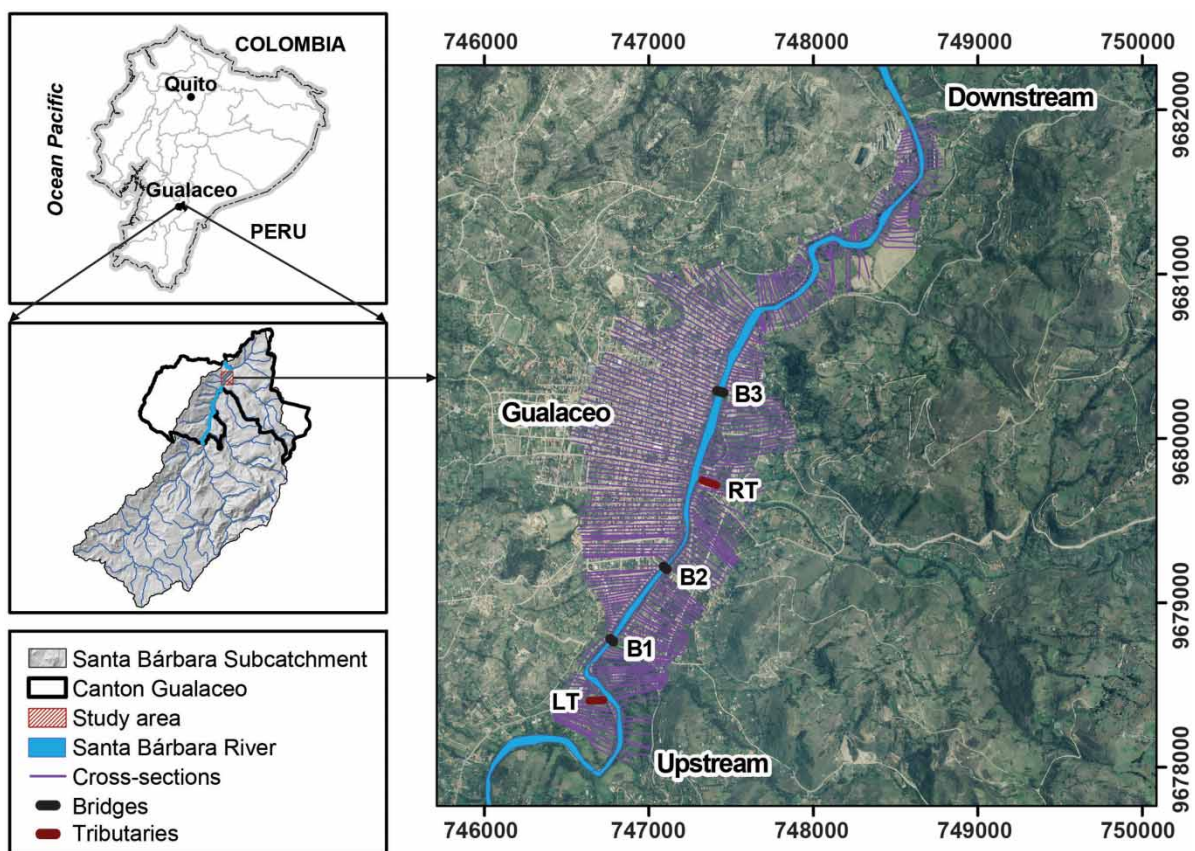 COLOMBIA
Quito
Ocean Pacific
Gualaceo
PERU
Santa Bárbara Subcatchment
Canton Gualaceo
Study area
Santa Bárbara River
Cross-sections
Bridges
Tributaries
746000 747000 748000 749000 750000
Downstream
9682000
9681000
B3
Gualaceo
9680000
RT
B2
9679000
B1
LT
Upstream
9678000
746000 747000 748000 749000 750000